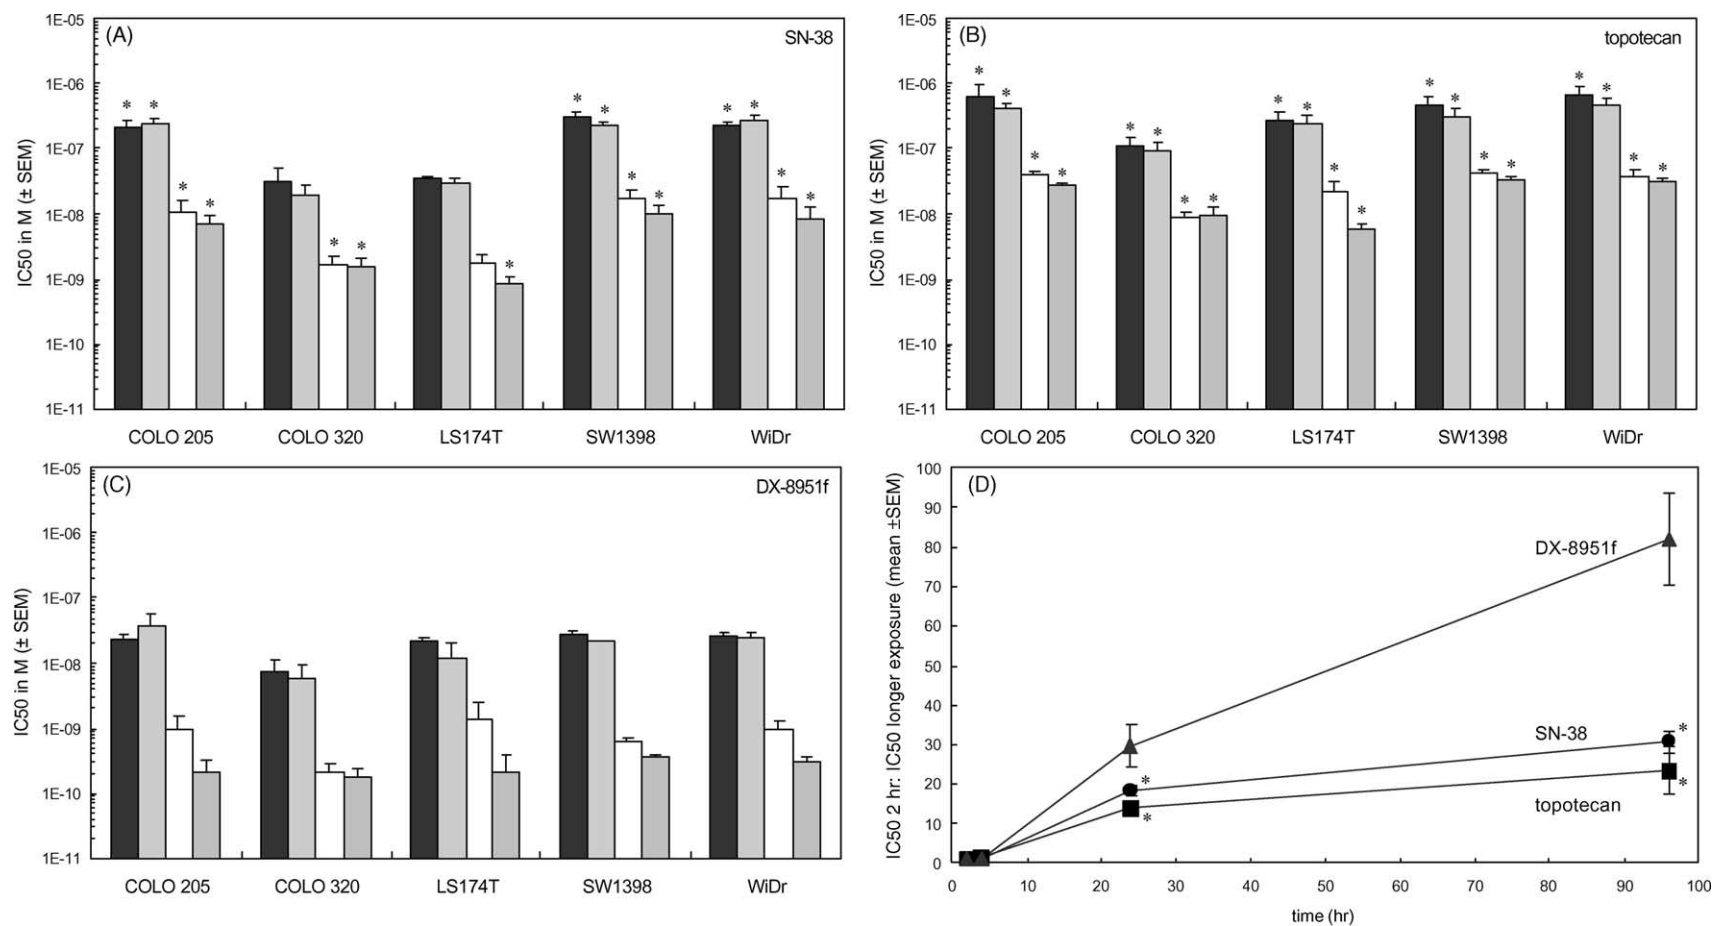 (A)
SN-38
IC50 in M (± SEM)
1E-05
1E-06
1E-07
1E-08
1E-09
1E-10
1E-11
* * * *
* *
*
* * * *
* * * *
COLO 205 COLO 320 LS174T SW1398 WiDr
(B)
topotecan
IC50 in M (± SEM)
1E-05
1E-06
1E-07
1E-08
1E-09
1E-10
1E-11
* * * *
* * * *
* * * *
* * * *
* * * *
COLO 205 COLO 320 LS174T SW1398 WiDr
(C)
DX-8951f
IC50 in M (± SEM)
1E-05
1E-06
1E-07
1E-08
1E-09
1E-10
1E-11
COLO 205 COLO 320 LS174T SW1398 WiDr
(D)
IC50 2 hr: IC50 longer exposure (mean ±SEM)
100
90
80
70
60
50
40
30
20
10
0
DX-8951f
SN-38
topotecan
* *
* *
0 10 20 30 40 50 60 70 80 90 100
time (hr)